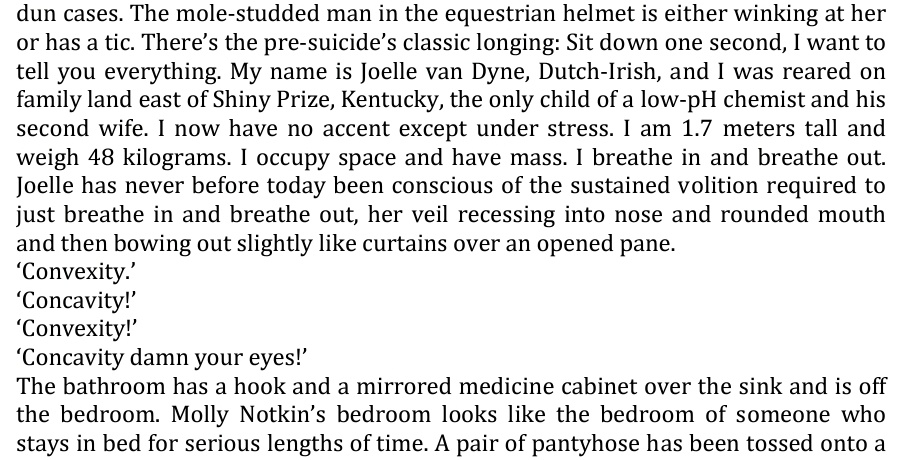 dun cases. The mole-studded man in the equestrian helmet is either winking at her
or has a tic. There’s the pre-suicide’s classic longing: Sit down one second, I want to
tell you everything. My name is Joelle van Dyne, Dutch-Irish, and I was reared on
family land east of Shiny Prize, Kentucky, the only child of a low-pH chemist and his
second wife. I now have no accent except under stress. I am 1.7 meters tall and
weigh 48 kilograms. I occupy space and have mass. I breathe in and breathe out.
Joelle has never before today been conscious of the sustained volition required to
just breathe in and breathe out, her veil recessing into nose and rounded mouth
and then bowing out slightly like curtains over an opened pane.
‘Convexity.’
‘Concavity!’
‘Convexity!’
‘Concavity damn your eyes!’
The bathroom has a hook and a mirrored medicine cabinet over the sink and is off
the bedroom. Molly Notkin’s bedroom looks like the bedroom of someone who
stays in bed for serious lengths of time. A pair of pantyhose has been tossed onto a